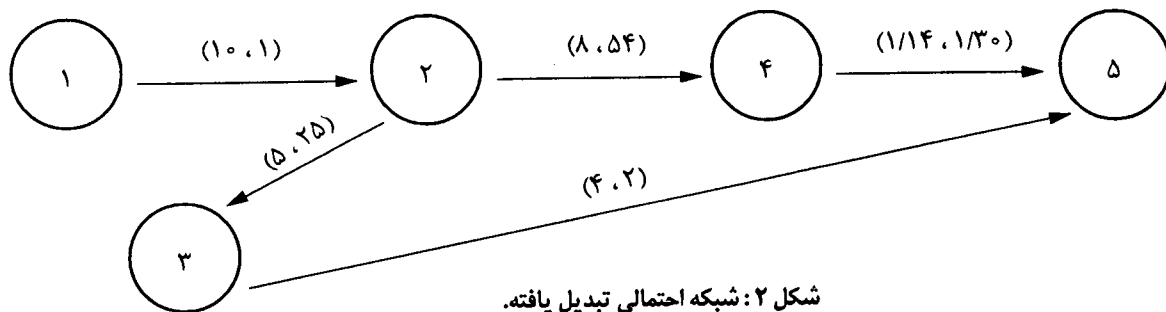 (۱۰ ، ۱)
(۸ ، ۵۴)
(۱/۱۴ ، ۱/۳۰)
۱
۲
۴
۵
(۵ ، ۲۵)
(۴ ، ۲)
۳
شکل ۲ : شبکه احتمالی تبدیل یافته.